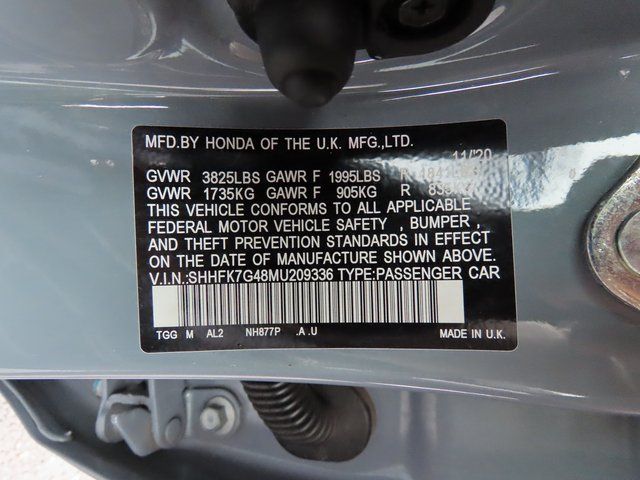 MFD.BY HONDA OF THE U.K. MFG.,LTD.
11/20
GVWR 3825LBS GAWR F 1995LBS R
GVWR 1735KG GAWR F 905KG R
THIS VEHICLE CONFORMS TO ALL APPLICABLE
FEDERAL MOTOR VEHICLE SAFETY , BUMPER ,
AND THEFT PREVENTION STANDARDS IN EFFECT
ON THE DATE OF MANUFACTURE SHOWN ABOVE.
V.I.N.:SHHFK7G48MU209336 TYPE:PASSENGER CAR
TGG M AL2 NH877P .A .U MADE IN U.K.